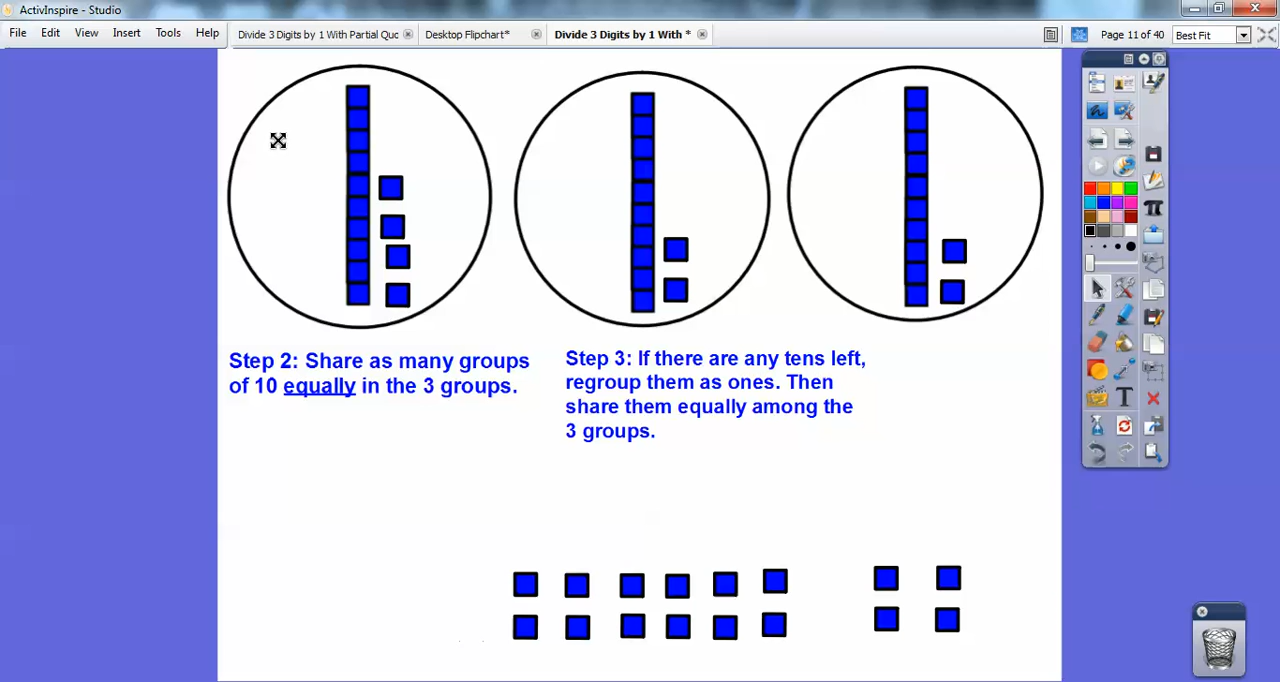 ActivInspire - Studio
File Edit View Insert Tools Help
Divide 3 Digits by 1 With Partial Quo
Desktop Flipchart*
Divide 3 Digits by 1 With *
Page 11 of 40
Best Fit
Step 2: Share as many groups
of 10 equally in the 3 groups.
Step 3: If there are any tens left,
regroup them as ones. Then
share them equally among the
3 groups.